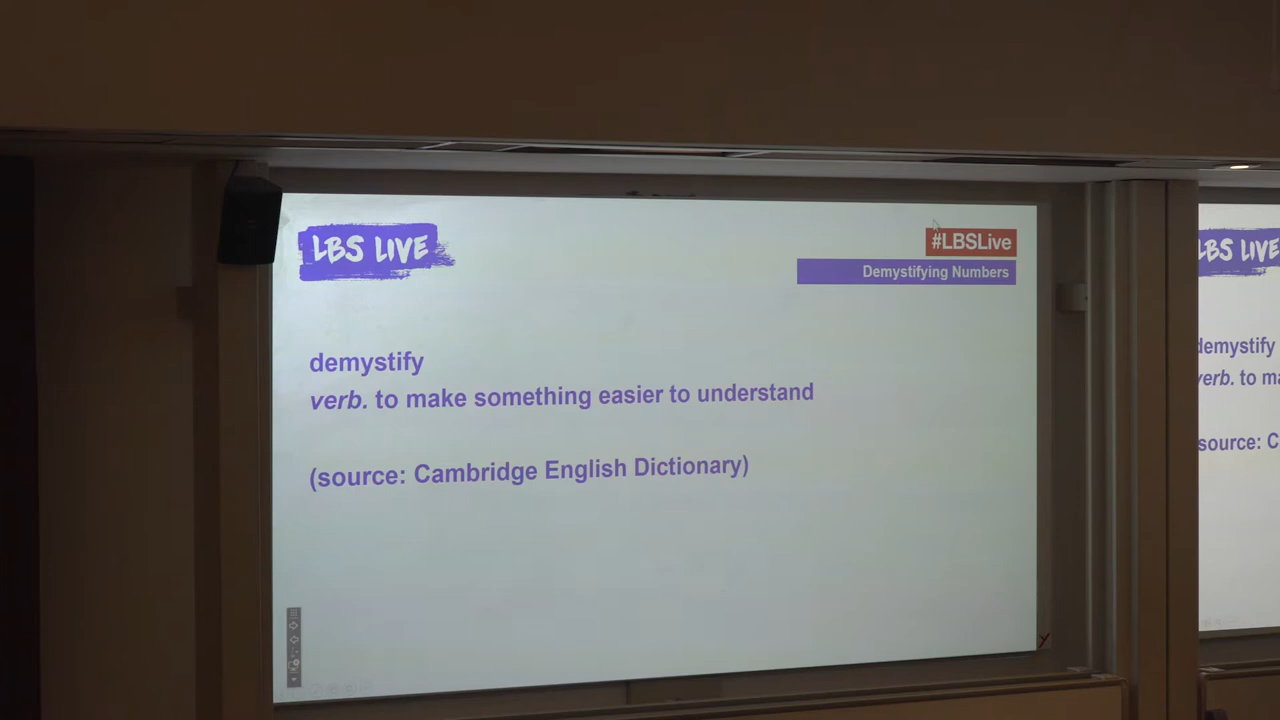 LBS LIVE
#LBSLive
Demystifying Numbers
demystify
verb. to make something easier to understand
(source: Cambridge English Dictionary)
LBS LIVE
demystify
verb. to
source: